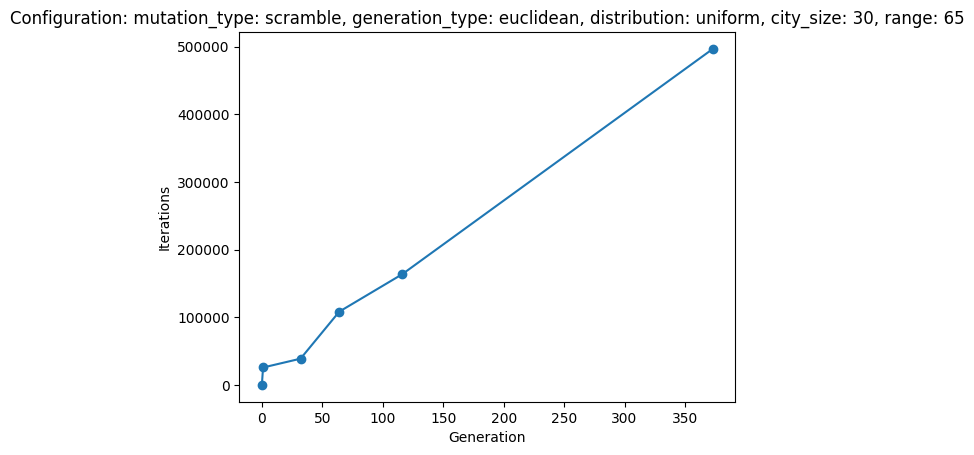 Configuration: mutation_type: scramble, generation_type: euclidean, distribution: uniform, city_size: 30, range: 65
500000
400000
300000
200000
100000
0
Iterations
0 50 100 150 200 250 300 350
Generation